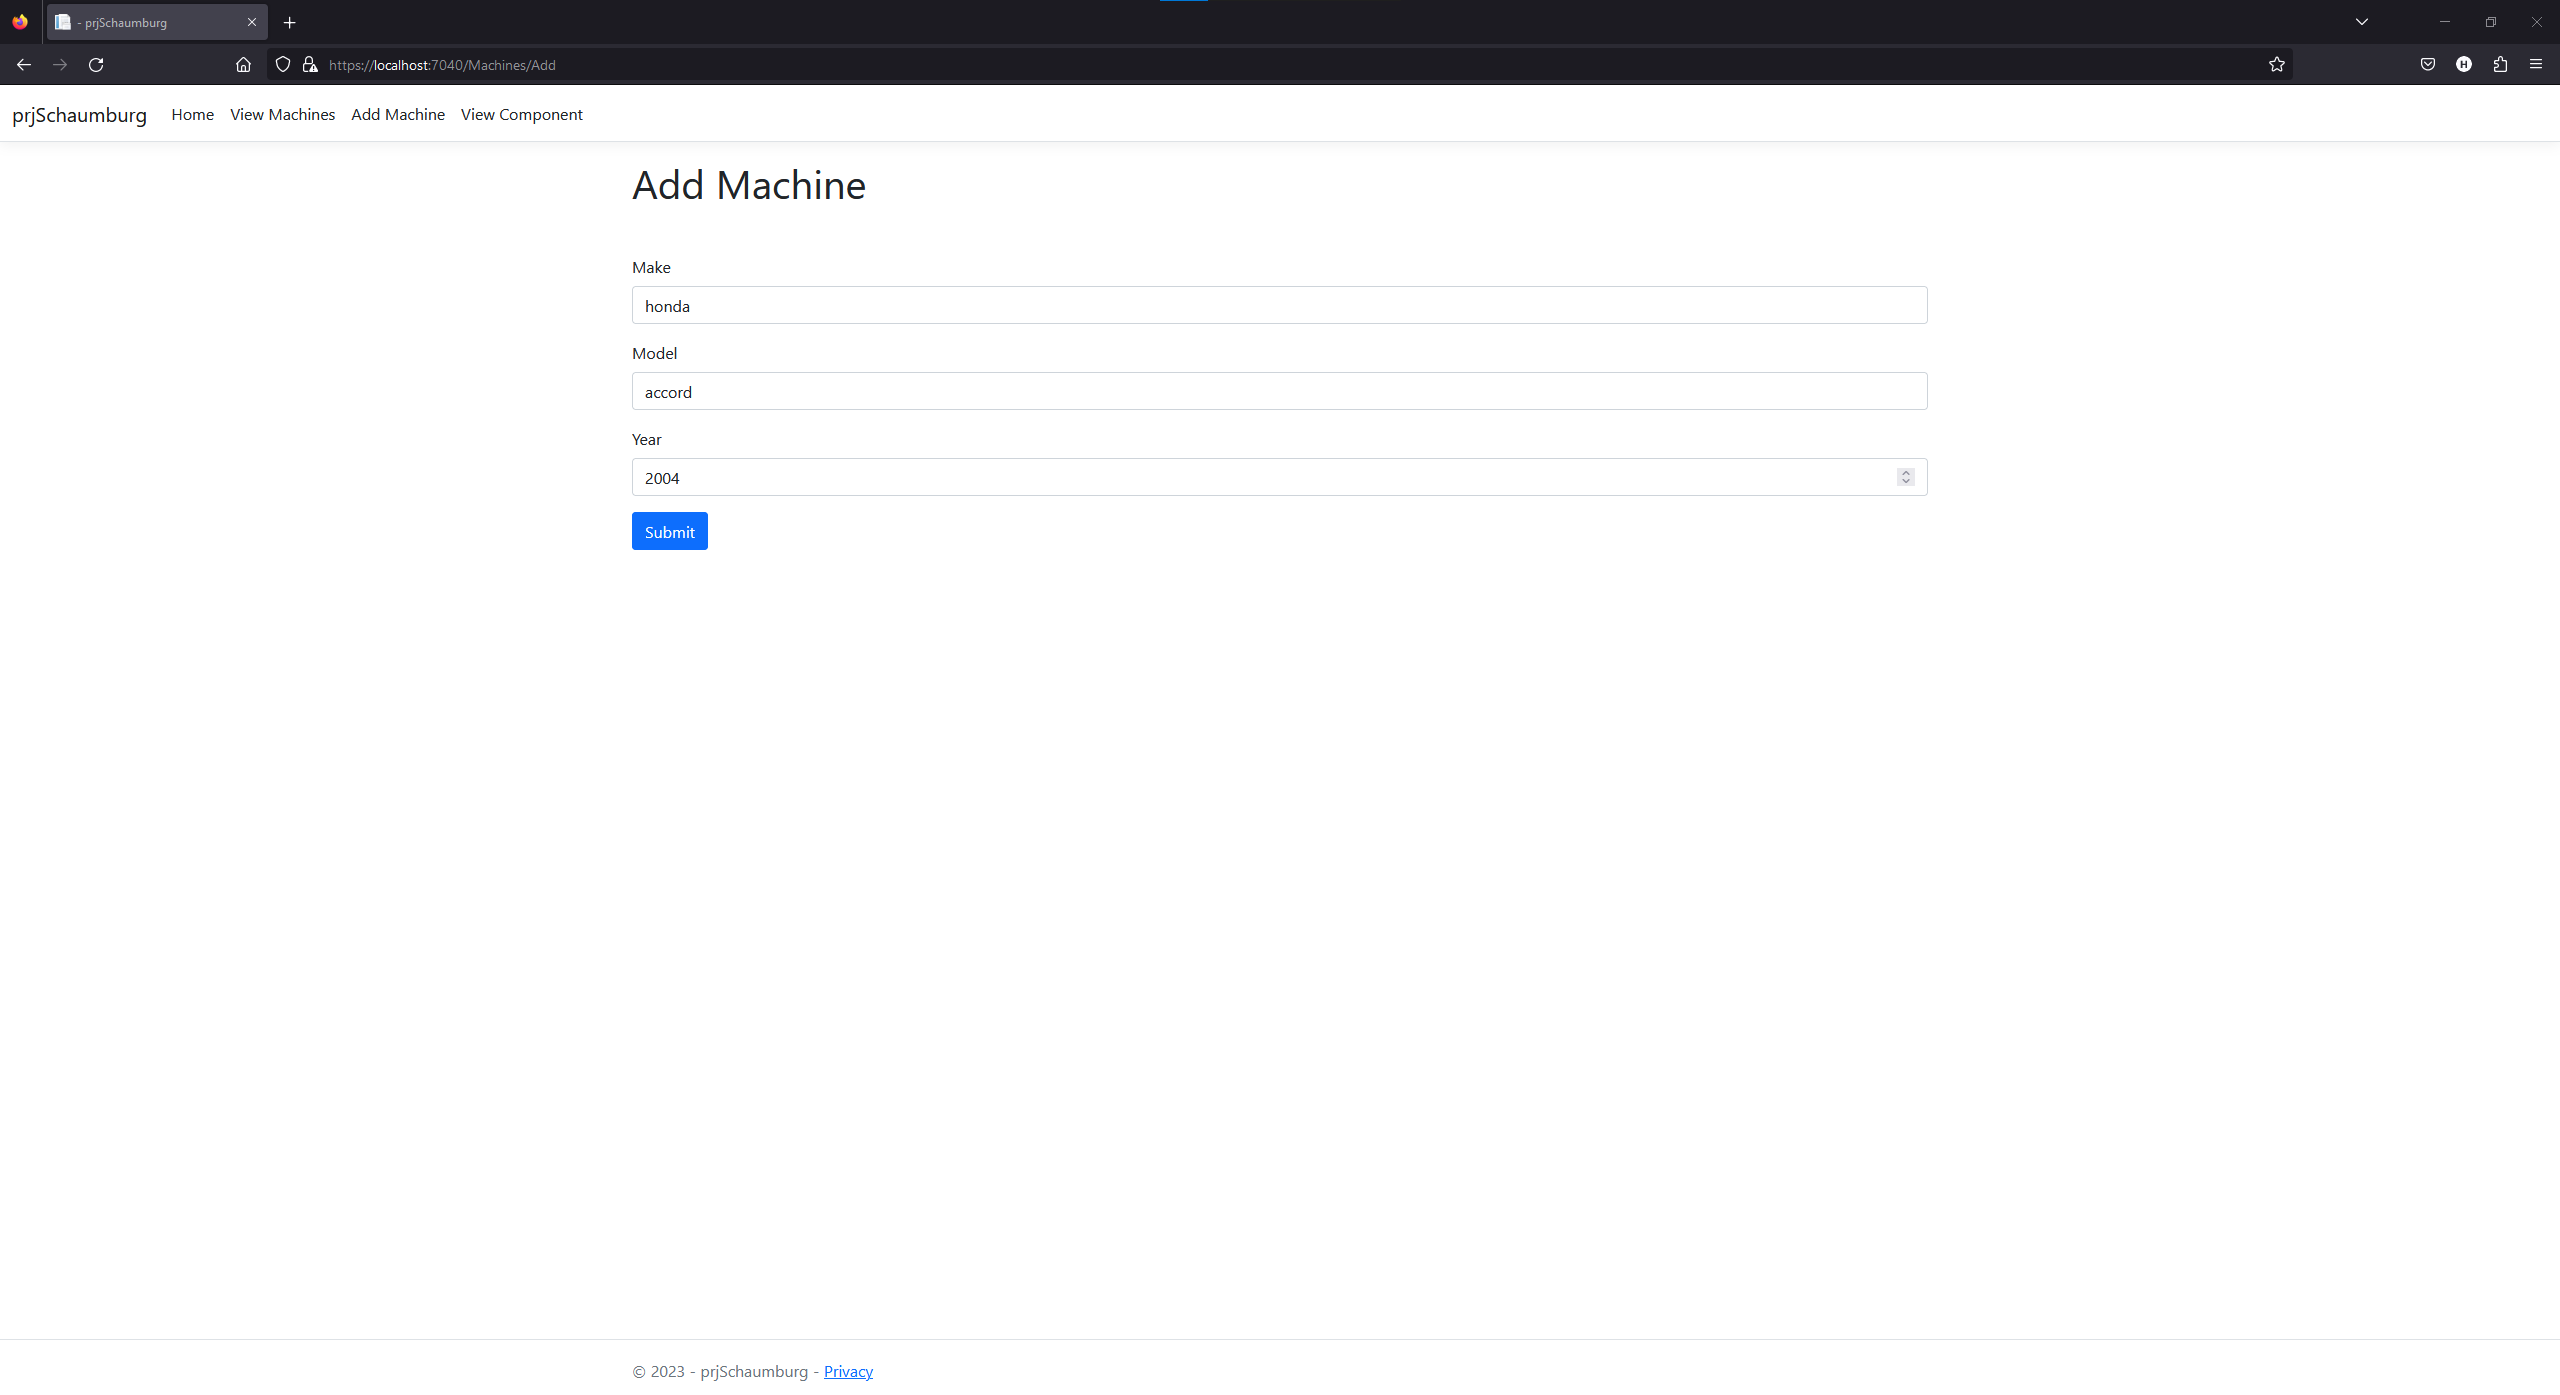 - prjSchaumburg
https://localhost:7040/Machines/Add
H
prjSchaumburg Home View Machines Add Machine View Component
Add Machine
Make
honda
Model
accord
Year
2004
Submit
© 2023 - prjSchaumburg - Privacy